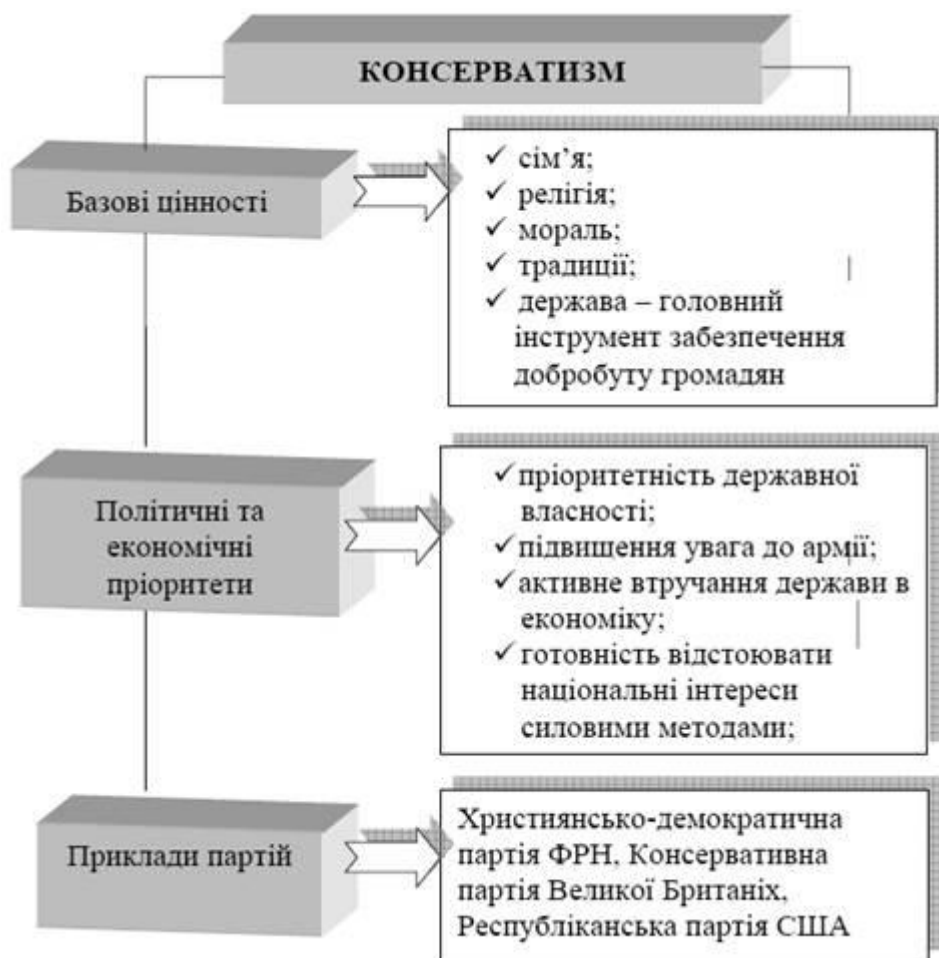 КОНСЕРВАТИЗМ
Базові цінності
✓ сім’я;
✓ релігія;
✓ мораль;
✓ традиції;
✓ держава – головний
інструмент забезпечення
добробуту громадян
Політичні та
економічні
пріоритети
✓ пріоритетність державної
власності;
✓ підвищення увага до армії;
✓ активне втручання держави в
економіку;
✓ готовність відстоювати
національні інтереси
силовими методами;
Приклади партій
Християнсько-демократична
партія ФРН, Консервативна
партія Великої Британіх,
Республіканська партія США